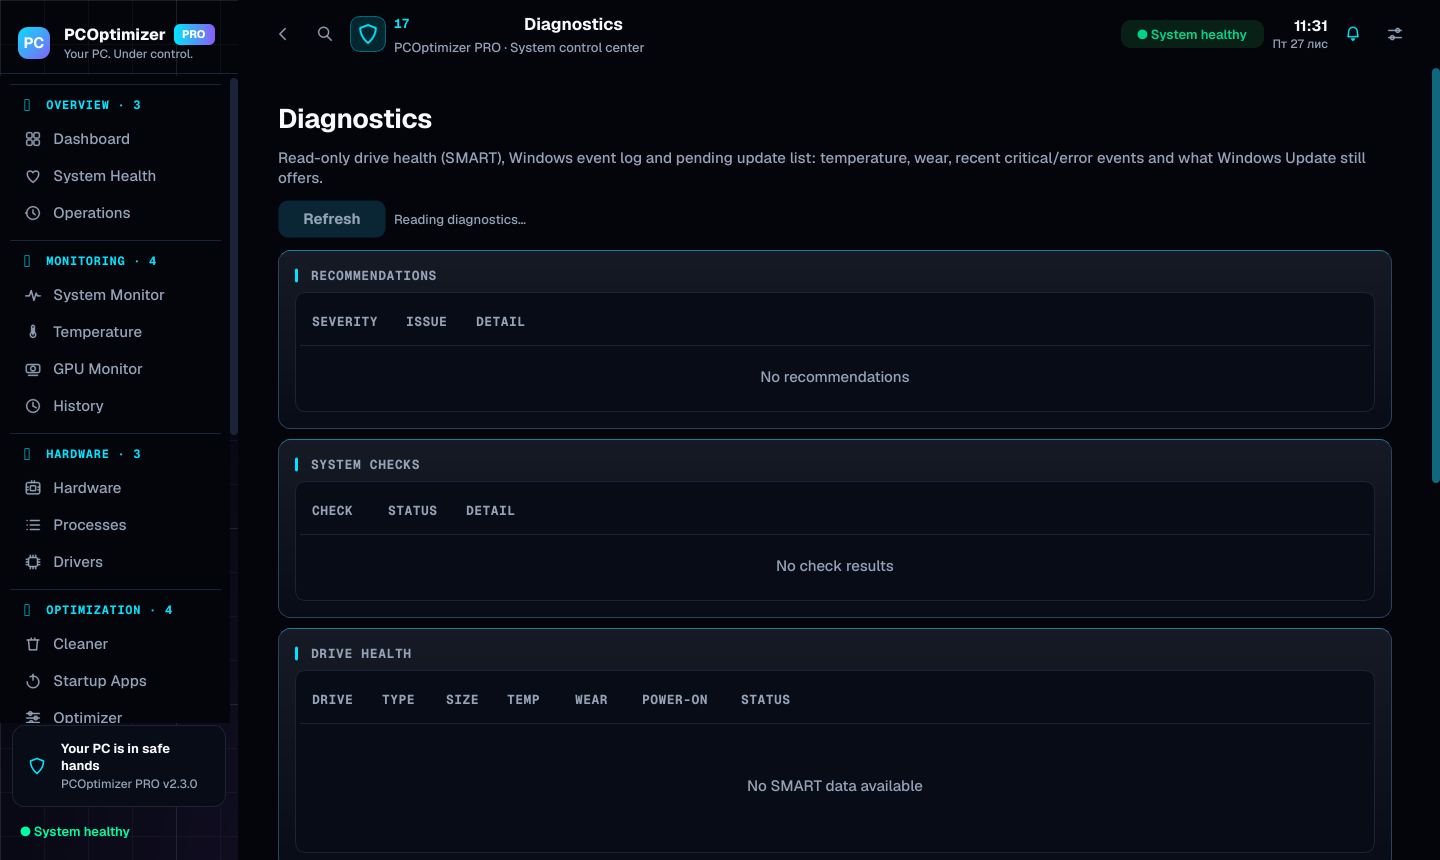 PC
PCOptimizer PRO
Your PC. Under control.
OVERVIEW · 3
Dashboard
System Health
Operations
MONITORING · 4
System Monitor
Temperature
GPU Monitor
History
HARDWARE · 3
Hardware
Processes
Drivers
OPTIMIZATION · 4
Cleaner
Startup Apps
Optimizer
Your PC is in safe
hands
PCOptimizer PRO v2.3.0
System healthy
17
Diagnostics
PCOptimizer PRO · System control center
System healthy
11:31
Пт 27 лис
Diagnostics
Read-only drive health (SMART), Windows event log and pending update list: temperature, wear, recent critical/error events and what Windows Update still
offers.
Refresh
Reading diagnostics...
RECOMMENDATIONS
SEVERITY ISSUE DETAIL
No recommendations
SYSTEM CHECKS
CHECK STATUS DETAIL
No check results
DRIVE HEALTH
DRIVE TYPE SIZE TEMP WEAR POWER-ON STATUS
No SMART data available